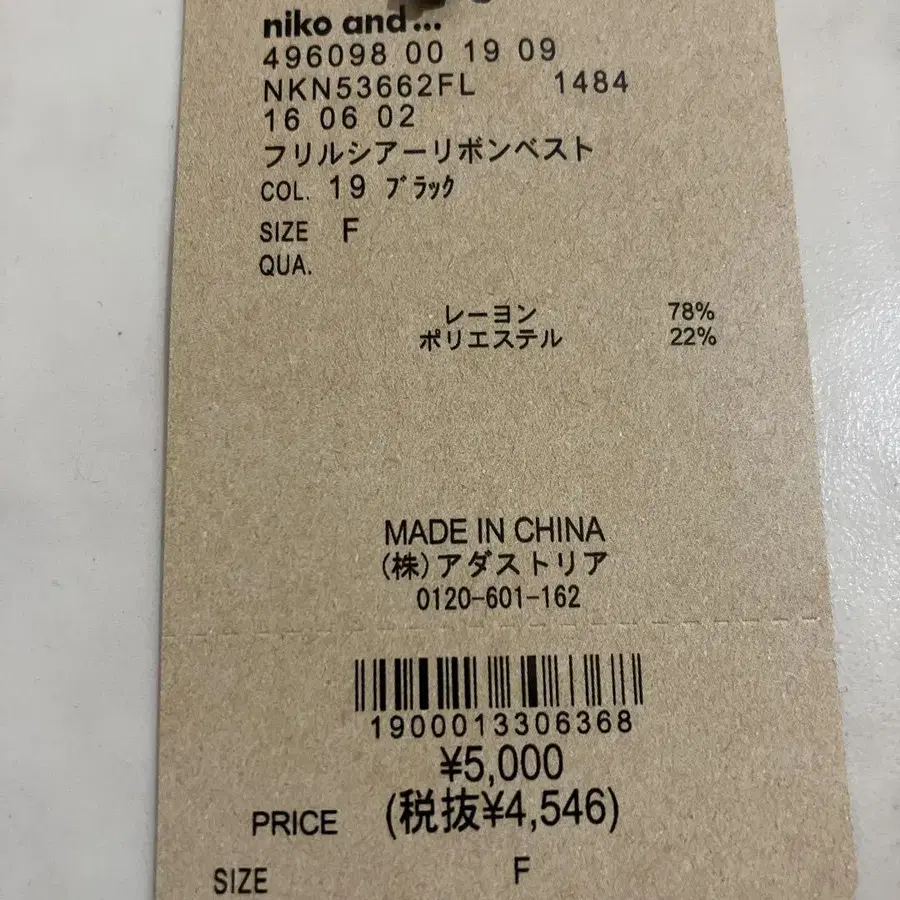 niko and...
496098 00 19 09
NKN53662FL 1484
16 06 02
フリルシアーリボンベスト
COL. 19 ﾌﾞﾗｯｸ
SIZE F
QUA.
レーヨン 78%
ポリエステル 22%
MADE IN CHINA
(株)アダストリア
0120-601-162
1900013306368
¥5,000
PRICE (税抜¥4,546)
SIZE F